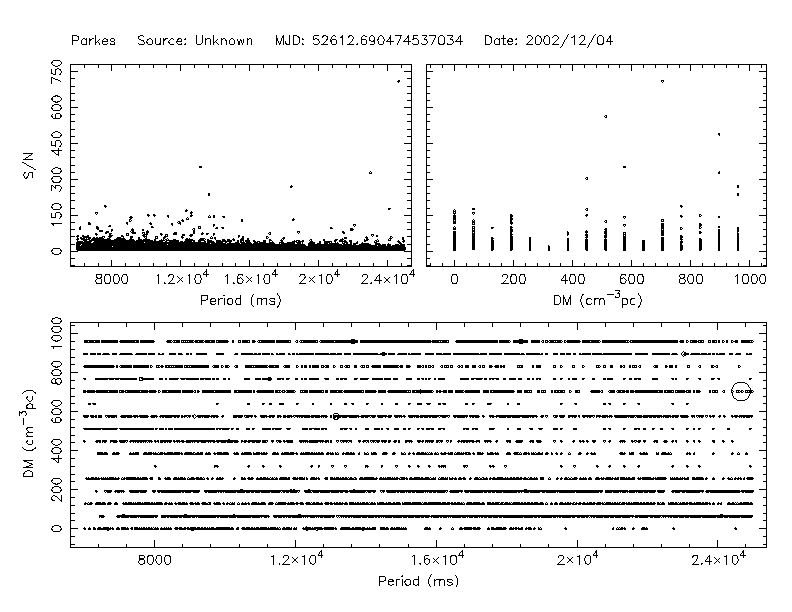 Parkes Source: Unknown MJD: 52612.690474537034 Date: 2002/12/04
S/N
0 150 300 450 600 750
8000 1.2×10⁴ 1.6×10⁴ 2×10⁴ 2.4×10⁴
Period (ms)
0 200 400 600 800 1000
DM (cm⁻³pc)
DM (cm⁻³pc)
0 200 400 600 800 1000
8000 1.2×10⁴ 1.6×10⁴ 2×10⁴ 2.4×10⁴
Period (ms)